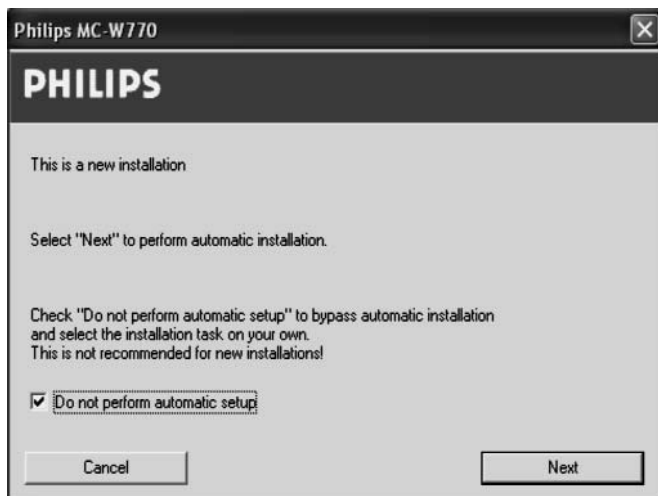 Philips MC-W770
PHILIPS
This is a new installation
Select "Next" to perform automatic installation.
Check "Do not perform automatic setup" to bypass automatic installation
and select the installation task on your own.
This is not recommended for new installations!
Do not perform automatic setup
Cancel
Next